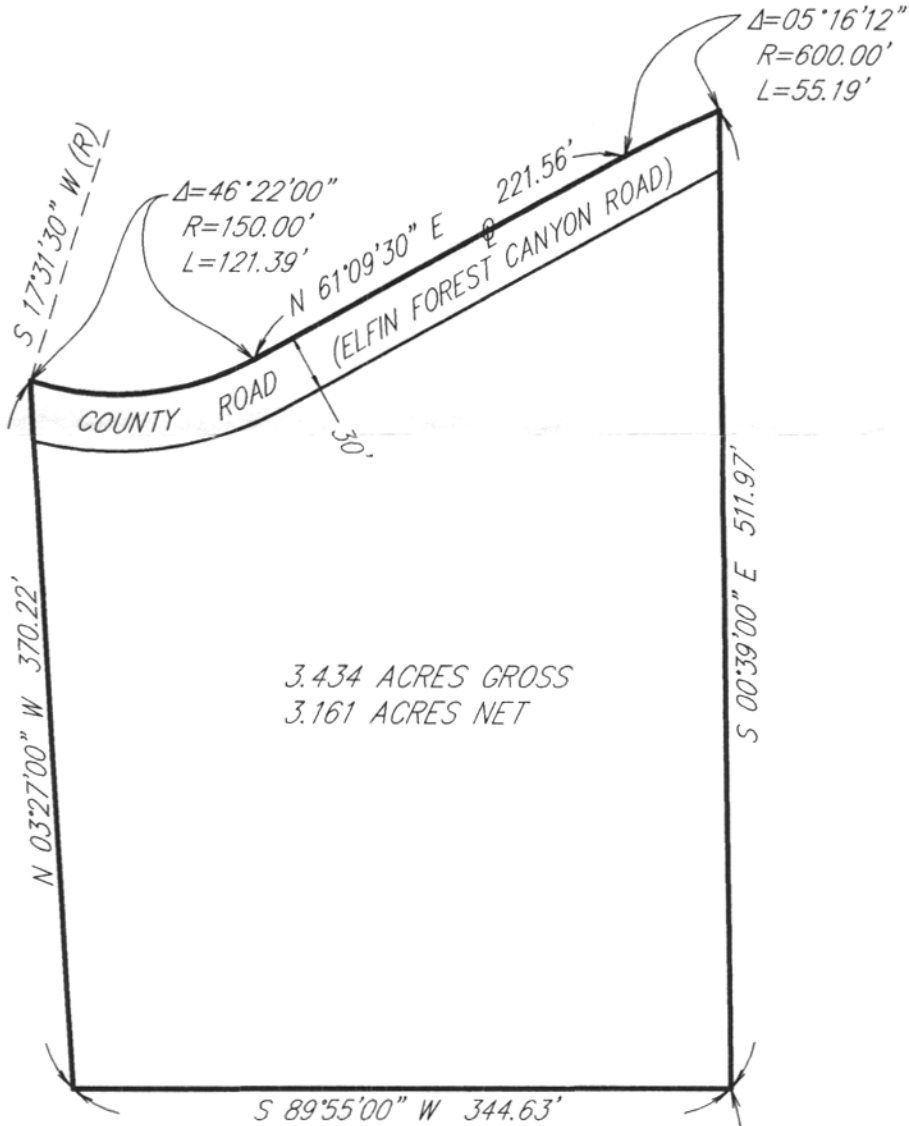 Δ=05°16'12"
R=600.00'
L=55.19'
S 17°31'30" W (R)
Δ=46°22'00"
R=150.00'
L=121.39'
N 61°09'30" E 221.56'
℄
COUNTY ROAD (ELFIN FOREST CANYON ROAD)
30'
N 03°27'00" W 370.22'
S 00°39'00" E 511.97'
3.434 ACRES GROSS
3.161 ACRES NET
S 89°55'00" W 344.63'